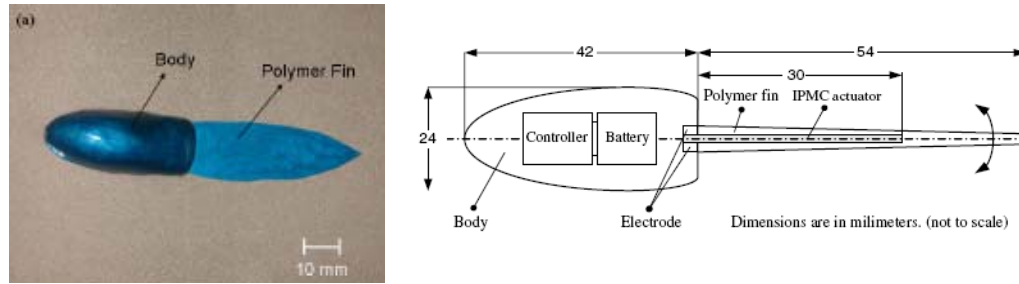 (a)
Body
Polymer Fin
10 mm
42
54
30
Polymer fin
IPMC actuator
24
Controller
Battery
Body
Electrode
Dimensions are in milimeters. (not to scale)